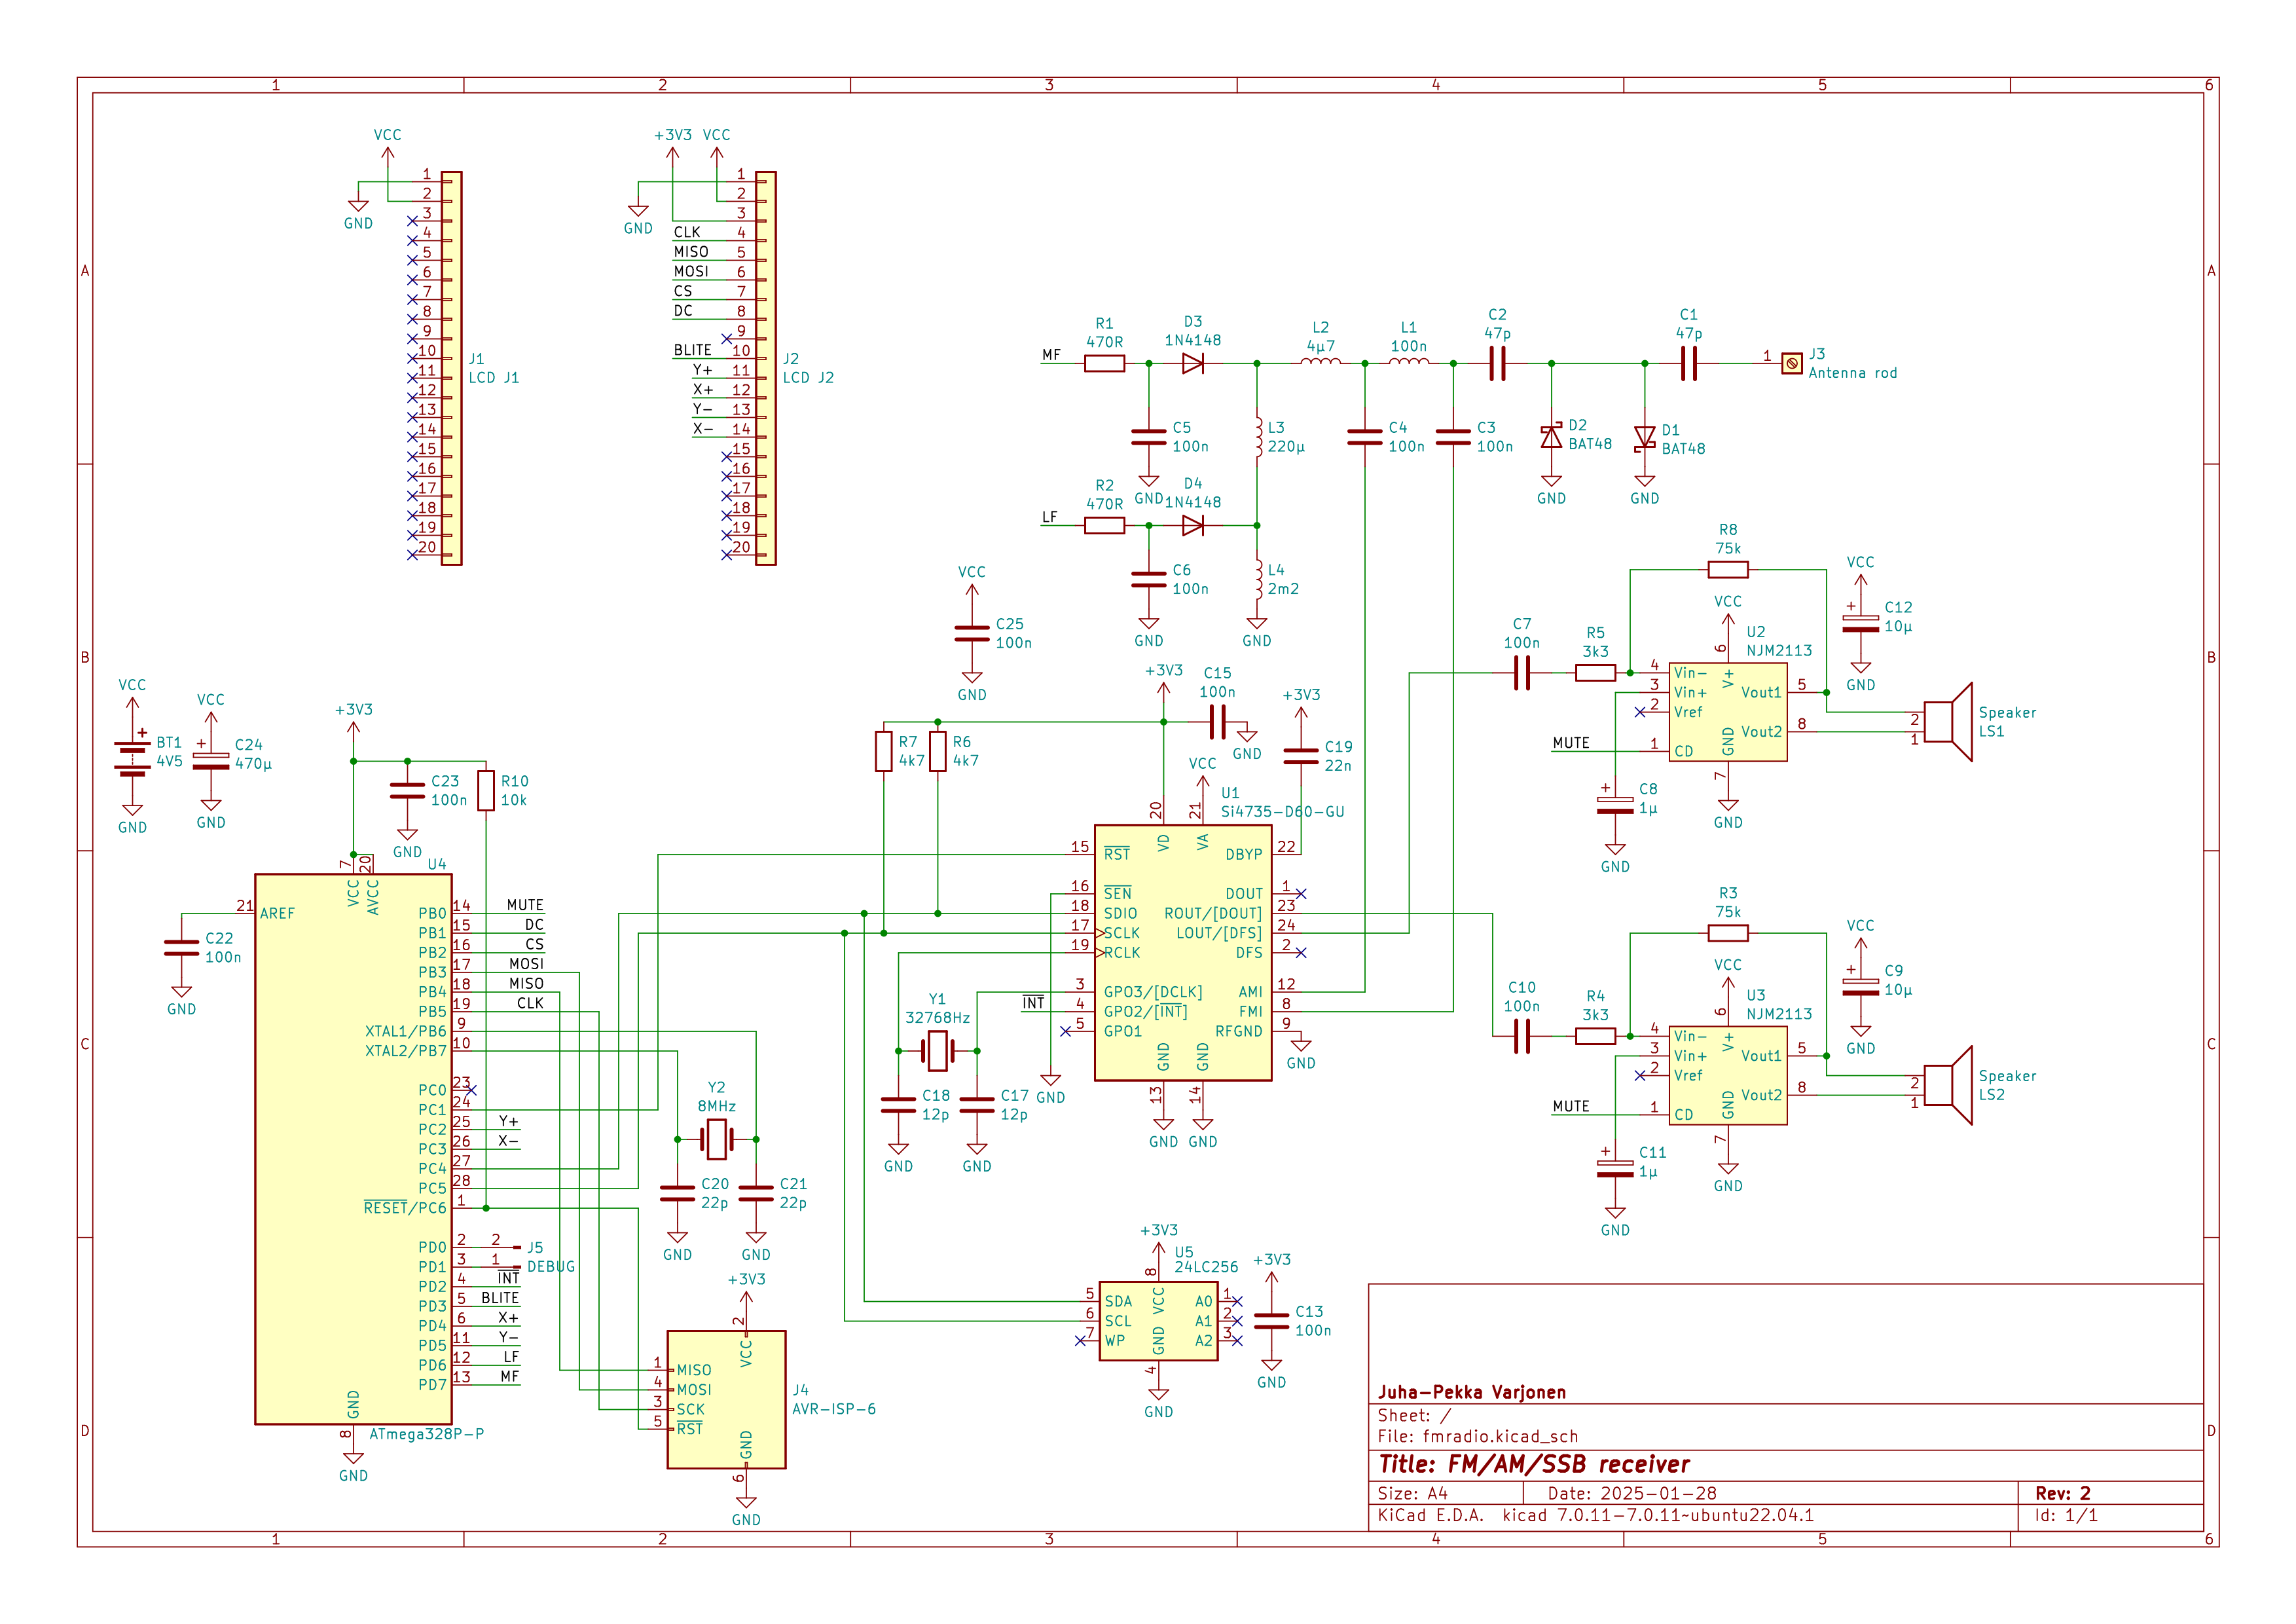 1 2 3 4 5 6
A
B
C
D
A
B
C
D
1 2 3 4 5 6
VCC
GND
1
2
3
4
5
6
7
8
9
10
11
12
13
14
15
16
17
18
19
20
J1
LCD J1
+3V3 VCC
GND
1
2
3
CLK 4
MISO 5
MOSI 6
CS 7
DC 8
9
BLITE 10
Y+ 11
X+ 12
Y- 13
X- 14
15
16
17
18
19
20
J2
LCD J2
MF
R1
470R
D3
1N4148
L2
4µ7
L1
100n
C2
47p
C1
47p
1
J3
Antenna rod
C5
100n
GND
L3
220µ
C4
100n
C3
100n
D2
BAT48
GND
D1
BAT48
GND
LF
R2
470R
D4
1N4148
C6
100n
GND
L4
2m2
GND
VCC
C25
100n
GND
R8
75k
VCC
C12
10µ
GND
C7
100n
R5
3k3
VCC
U2
NJM2113
6
V+
4 Vin-
3 Vin+
2 Vref
MUTE 1 CD
Vout1 5
Vout2 8
GND
7
GND
C8
1µ
GND
2
1
Speaker
LS1
R3
75k
VCC
C9
10µ
GND
C10
100n
R4
3k3
VCC
U3
NJM2113
6
V+
4 Vin-
3 Vin+
2 Vref
MUTE 1 CD
Vout1 5
Vout2 8
GND
7
GND
C11
1µ
GND
2
1
Speaker
LS2
VCC
BT1
4V5
+
GND
VCC
+
C24
470µ
GND
+3V3
C23
100n
GND
R10
10k
U4
7
VCC
20
AVCC
21 AREF
C22
100n
GND
PB0 14 MUTE
PB1 15 DC
PB2 16 CS
PB3 17 MOSI
PB4 18 MISO
PB5 19 CLK
XTAL1/PB6 9
XTAL2/PB7 10
PC0 23
PC1 24
PC2 25 Y+
PC3 26 X-
PC4 27
PC5 28
RESET/PC6 1
PD0 2 2 J5
PD1 3 1 DEBUG
PD2 4 INT
PD3 5 BLITE
PD4 6 X+
PD5 11 Y-
PD6 12 LF
PD7 13 MF
GND
8
GND
ATmega328P-P
Y2
8MHz
C20
22p
GND
C21
22p
GND
+3V3
2
VCC
1 MISO
4 MOSI
3 SCK
5 RST
GND
6
GND
J4
AVR-ISP-6
R7
4k7
R6
4k7
+3V3
C15
100n
GND
+3V3
C19
22n
VCC
U1
Si4735-D60-GU
20
VD
21
VA
15 RST
16 SEN
18 SDIO
17 SCLK
19 RCLK
3 GPO3/[DCLK]
INT 4 GPO2/[INT]
5 GPO1
DBYP 22
DOUT 1
ROUT/[DOUT] 23
LOUT/[DFS] 24
DFS 2
AMI 12
FMI 8
RFGND 9
GND
GND
13
GND
GND
14
GND
Y1
32768Hz
C18
12p
GND
C17
12p
GND
GND
+3V3
U5
24LC256
8
VCC
5 SDA
6 SCL
7 WP
A0 1
A1 2
A2 3
GND
4
GND
+3V3
C13
100n
GND
Juha-Pekka Varjonen
Sheet: /
File: fmradio.kicad_sch
Title: FM/AM/SSB receiver
Size: A4 Date: 2025-01-28 Rev: 2
KiCad E.D.A. kicad 7.0.11-7.0.11~ubuntu22.04.1 Id: 1/1